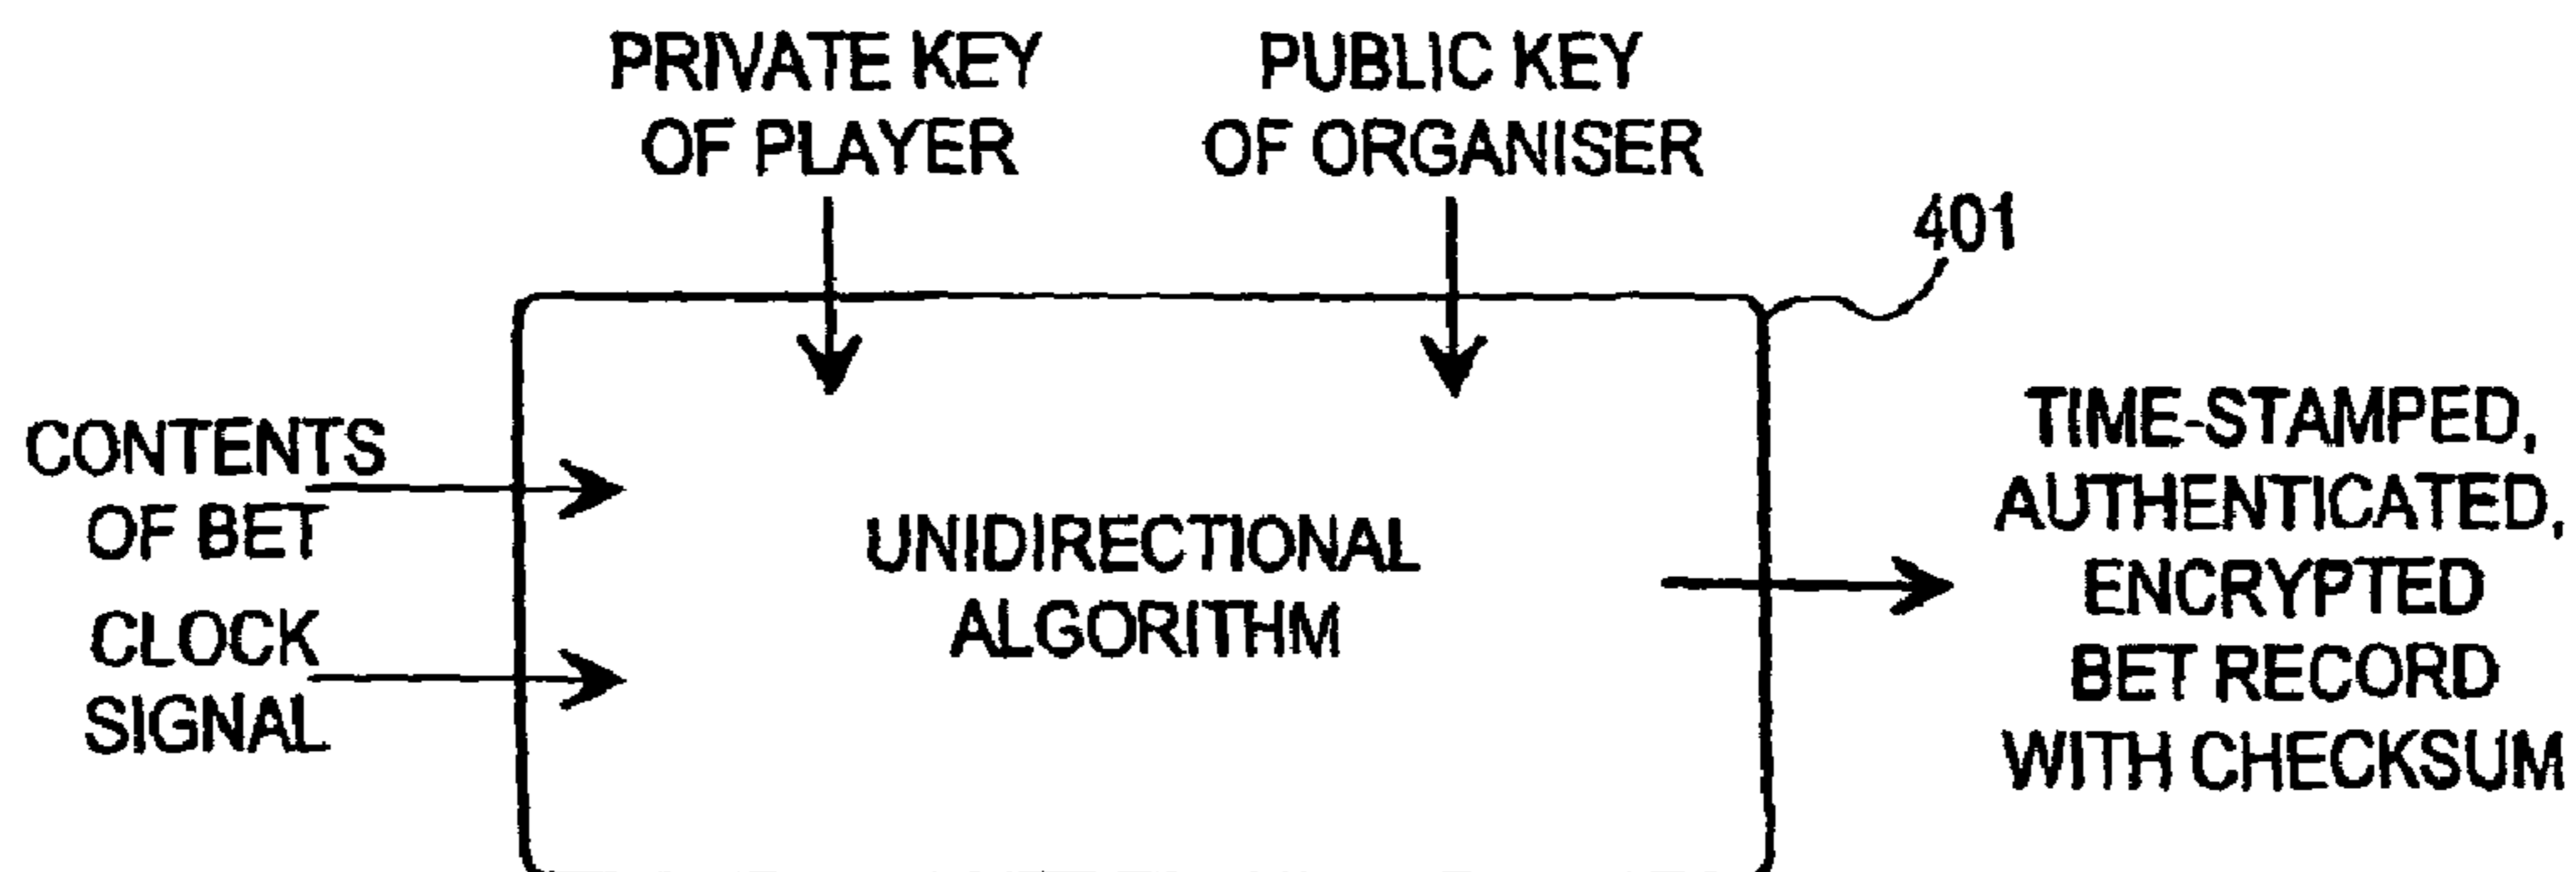 PRIVATE KEY
OF PLAYER
PUBLIC KEY
OF ORGANISER
401
CONTENTS
OF BET
CLOCK
SIGNAL
UNIDIRECTIONAL
ALGORITHM
TIME-STAMPED,
AUTHENTICATED,
ENCRYPTED
BET RECORD
WITH CHECKSUM